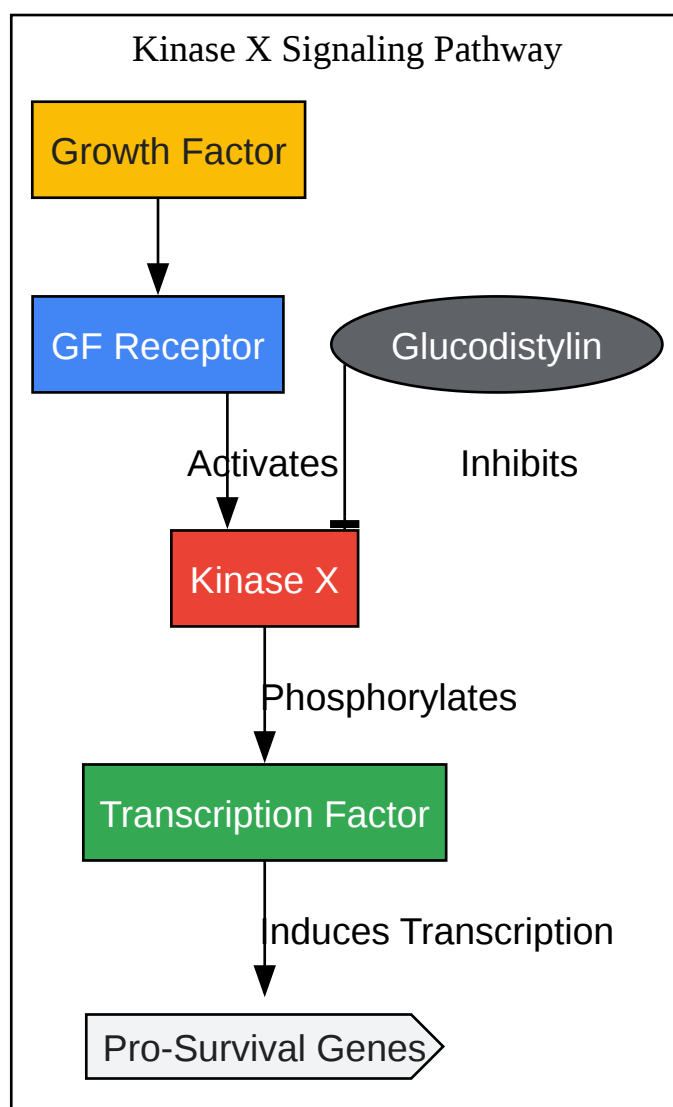 Kinase X Signaling Pathway
Growth Factor
GF Receptor
Glucodistylin
Activates
Inhibits
Kinase X
Phosphorylates
Transcription Factor
Induces Transcription
Pro-Survival Genes